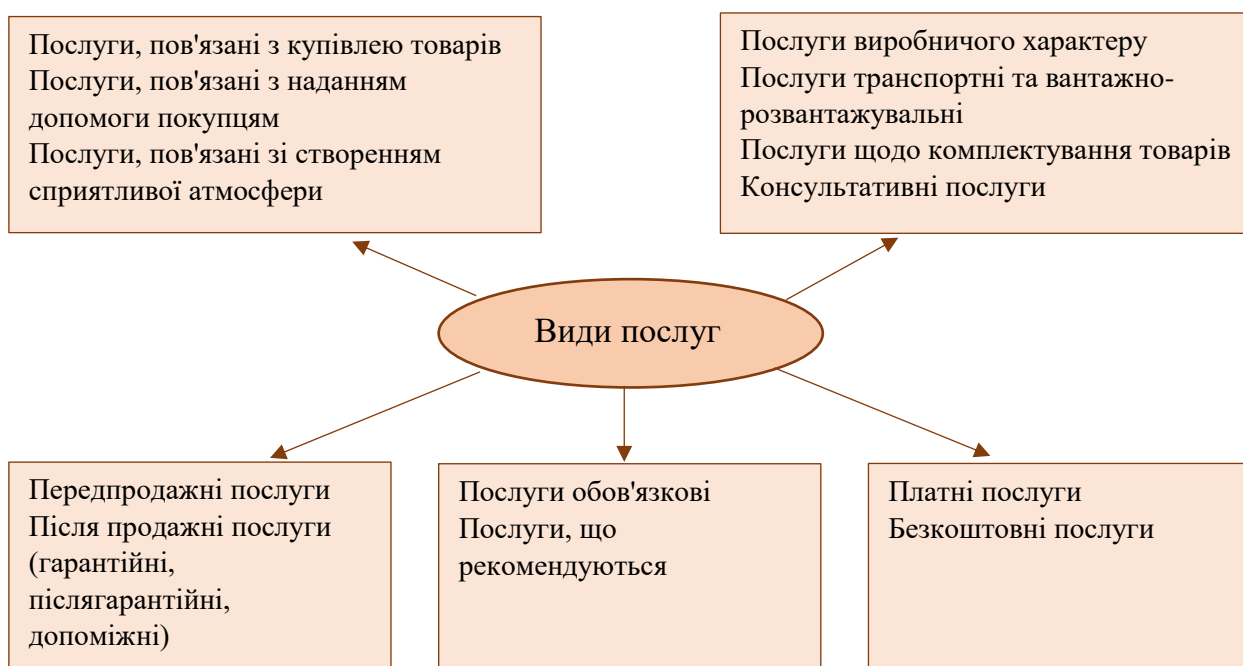 Послуги, пов'язані з купівлею товарів
Послуги, пов'язані з наданням
допомоги покупцям
Послуги, пов'язані зі створенням
сприятливої атмосфери
Послуги виробничого характеру
Послуги транспортні та вантажно-
розвантажувальні
Послуги щодо комплектування товарів
Консультативні послуги
Види послуг
Передпродажні послуги
Після продажні послуги
(гарантійні,
післягарантійні,
допоміжні)
Послуги обов'язкові
Послуги, що
рекомендуються
Платні послуги
Безкоштовні послуги